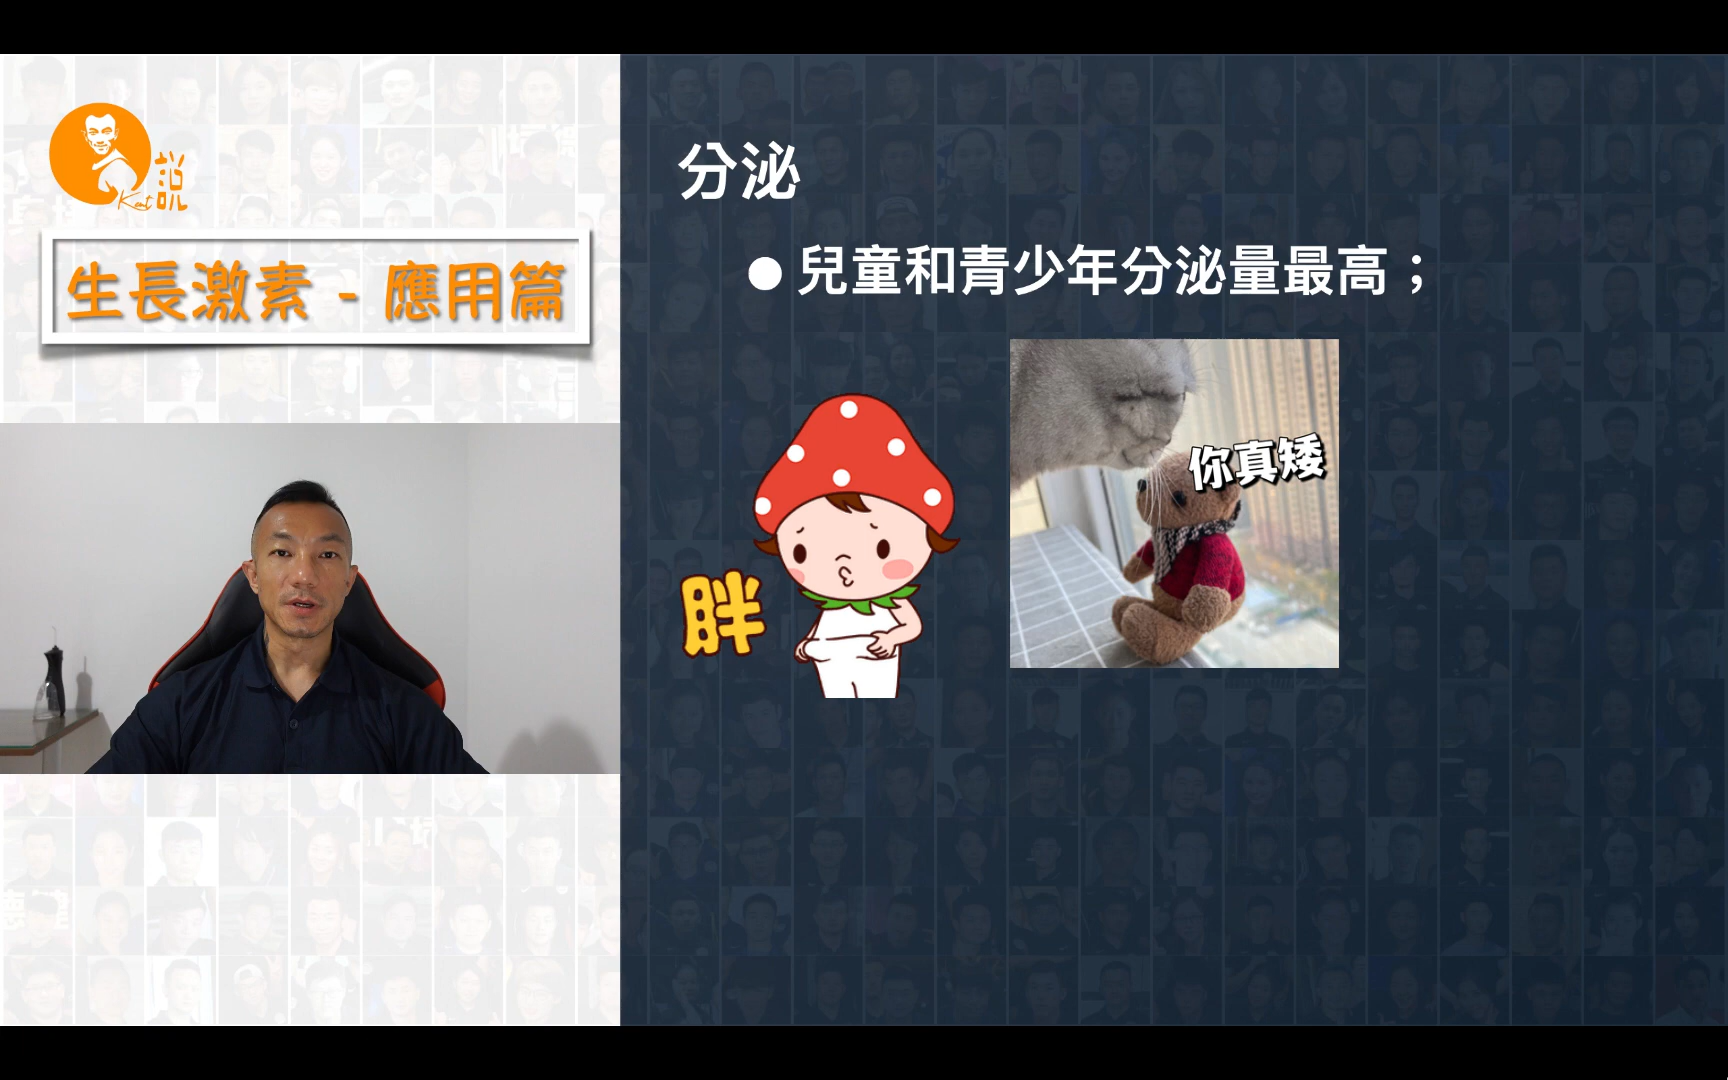 Kent
說
生長激素 - 應用篇
分泌
● 兒童和青少年分泌量最高；
你真矮
胖